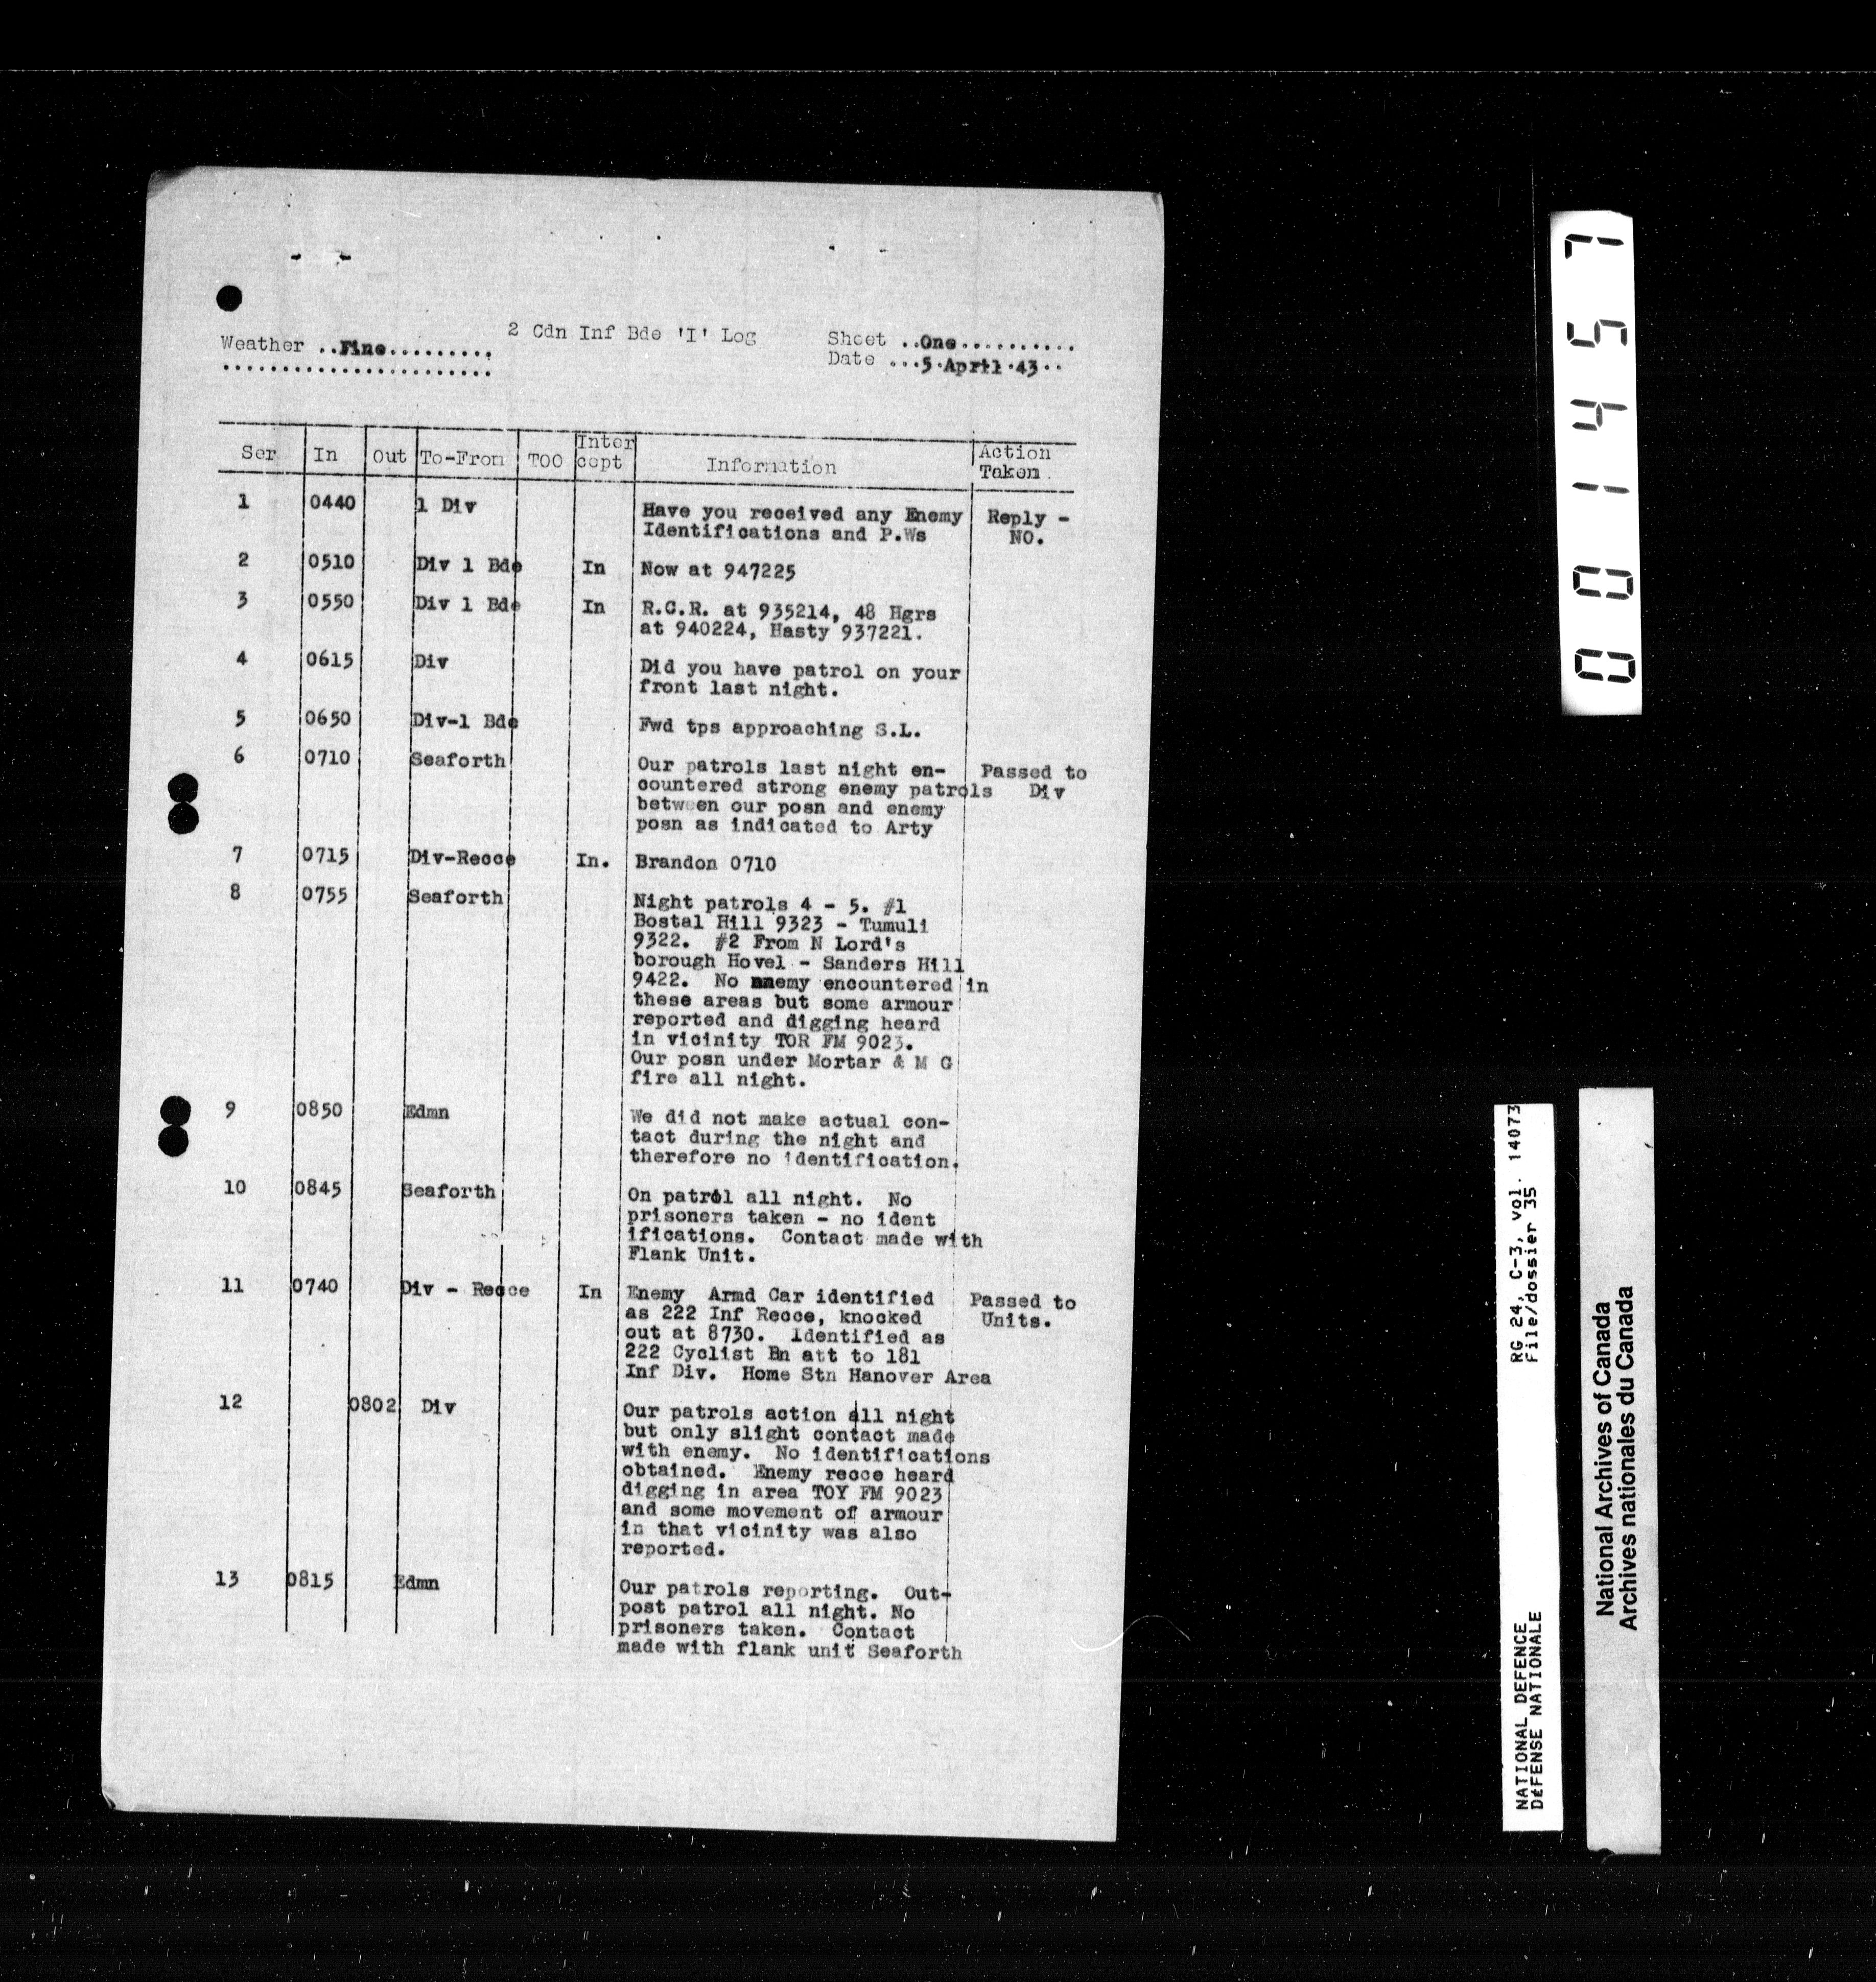 2 Cdn Inf Bde 'I' Log
Weather ..Fine.........
Sheet ..One..........
Date ...5.April.43..
Ser In Out To-From TOO Inter cept Information Action Taken.
1 0440 1 Div Have you received any Enemy Reply -
Identifications and P.Ws NO.
2 0510 Div 1 Bde In Now at 947225
3 0550 Div 1 Bde In R.C.R. at 935214, 48 Hgrs
at 940224, Hasty 937221.
4 0615 Div Did you have patrol on your
front last night.
5 0650 Div-1 Bde Fwd tps approaching S.L.
6 0710 Seaforth Our patrols last night en- Passed to
countered strong enemy patrols Div
between our posn and enemy
posn as indicated to Arty
7 0715 Div-Recce In. Brandon 0710
8 0755 Seaforth Night patrols 4 - 5. #1
Bostal Hill 9323 - Tumuli
9322. #2 From N Lord's
borough Hovel - Sanders Hill
9422. No enemy encountered in
these areas but some armour
reported and digging heard
in vicinity TOR FM 9023.
Our posn under Mortar & M G
fire all night.
9 0850 Edmn We did not make actual con-
tact during the night and
therefore no identification.
10 0845 Seaforth On patrol all night. No
prisoners taken - no ident
ifications. Contact made with
Flank Unit.
11 0740 Div - Recce In Enemy Armd Car identified Passed to
as 222 Inf Recce, knocked Units.
out at 8730. Identified as
222 Cyclist Bn att to 181
Inf Div. Home Stn Hanover Area
12 0802 Div Our patrols action all night
but only slight contact made
with enemy. No identifications
obtained. Enemy recce heard
digging in area TOY FM 9023
and some movement of armour
in that vicinity was also
reported.
13 0815 Edmn Our patrols reporting. Out-
post patrol all night. No
prisoners taken. Contact
made with flank unit Seaforth
001457
NATIONAL DEFENCE RG 24, C-3, vol. 14073
DÉFENSE NATIONALE File/dossier 35
National Archives of Canada
Archives nationales du Canada